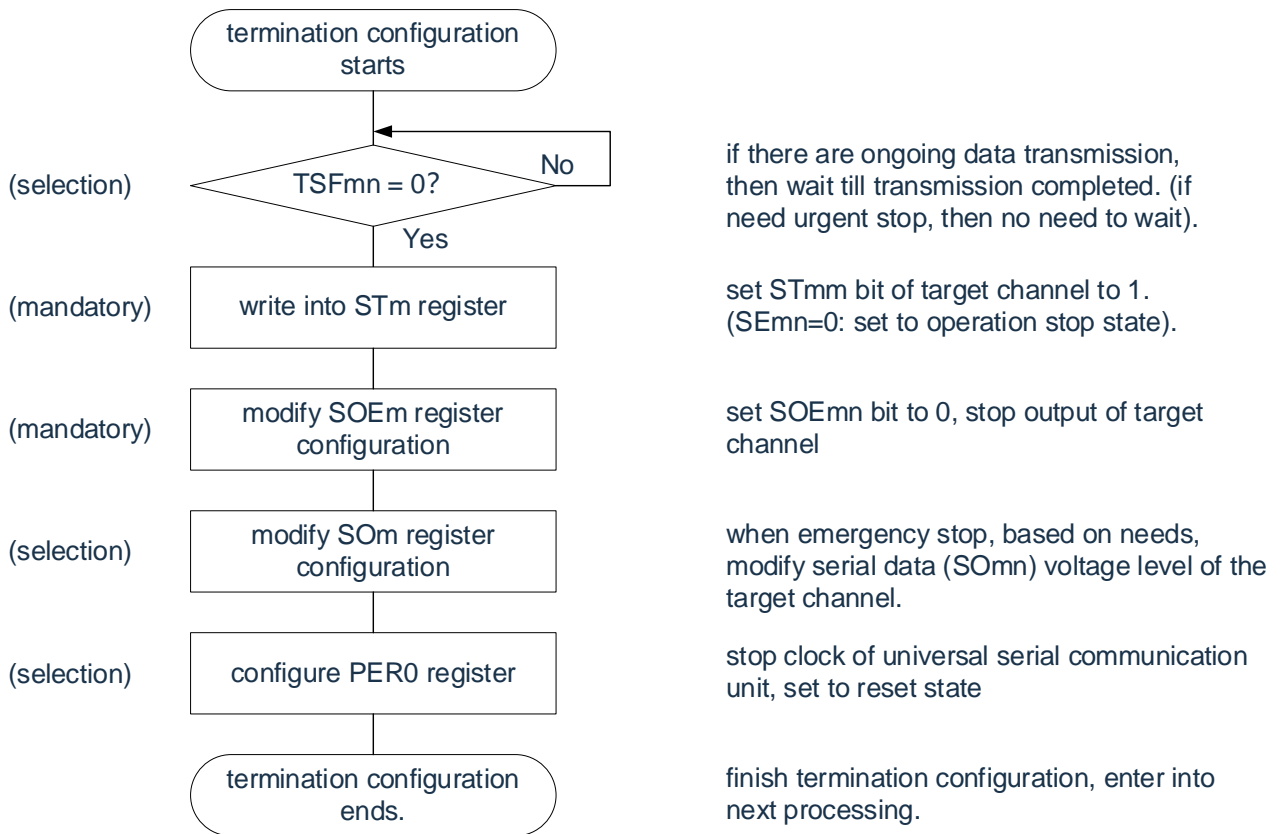 termination configuration
starts
(selection)
TSFmn = 0?
No
Yes
if there are ongoing data transmission,
then wait till transmission completed. (if
need urgent stop, then no need to wait).
(mandatory)
write into STm register
set STmm bit of target channel to 1.
(SEmn=0: set to operation stop state).
(mandatory)
modify SOEm register
configuration
set SOEmn bit to 0, stop output of target
channel
(selection)
modify SOm register
configuration
when emergency stop, based on needs,
modify serial data (SOmn) voltage level of the
target channel.
(selection)
configure PER0 register
stop clock of universal serial communication
unit, set to reset state
termination configuration
ends.
finish termination configuration, enter into
next processing.